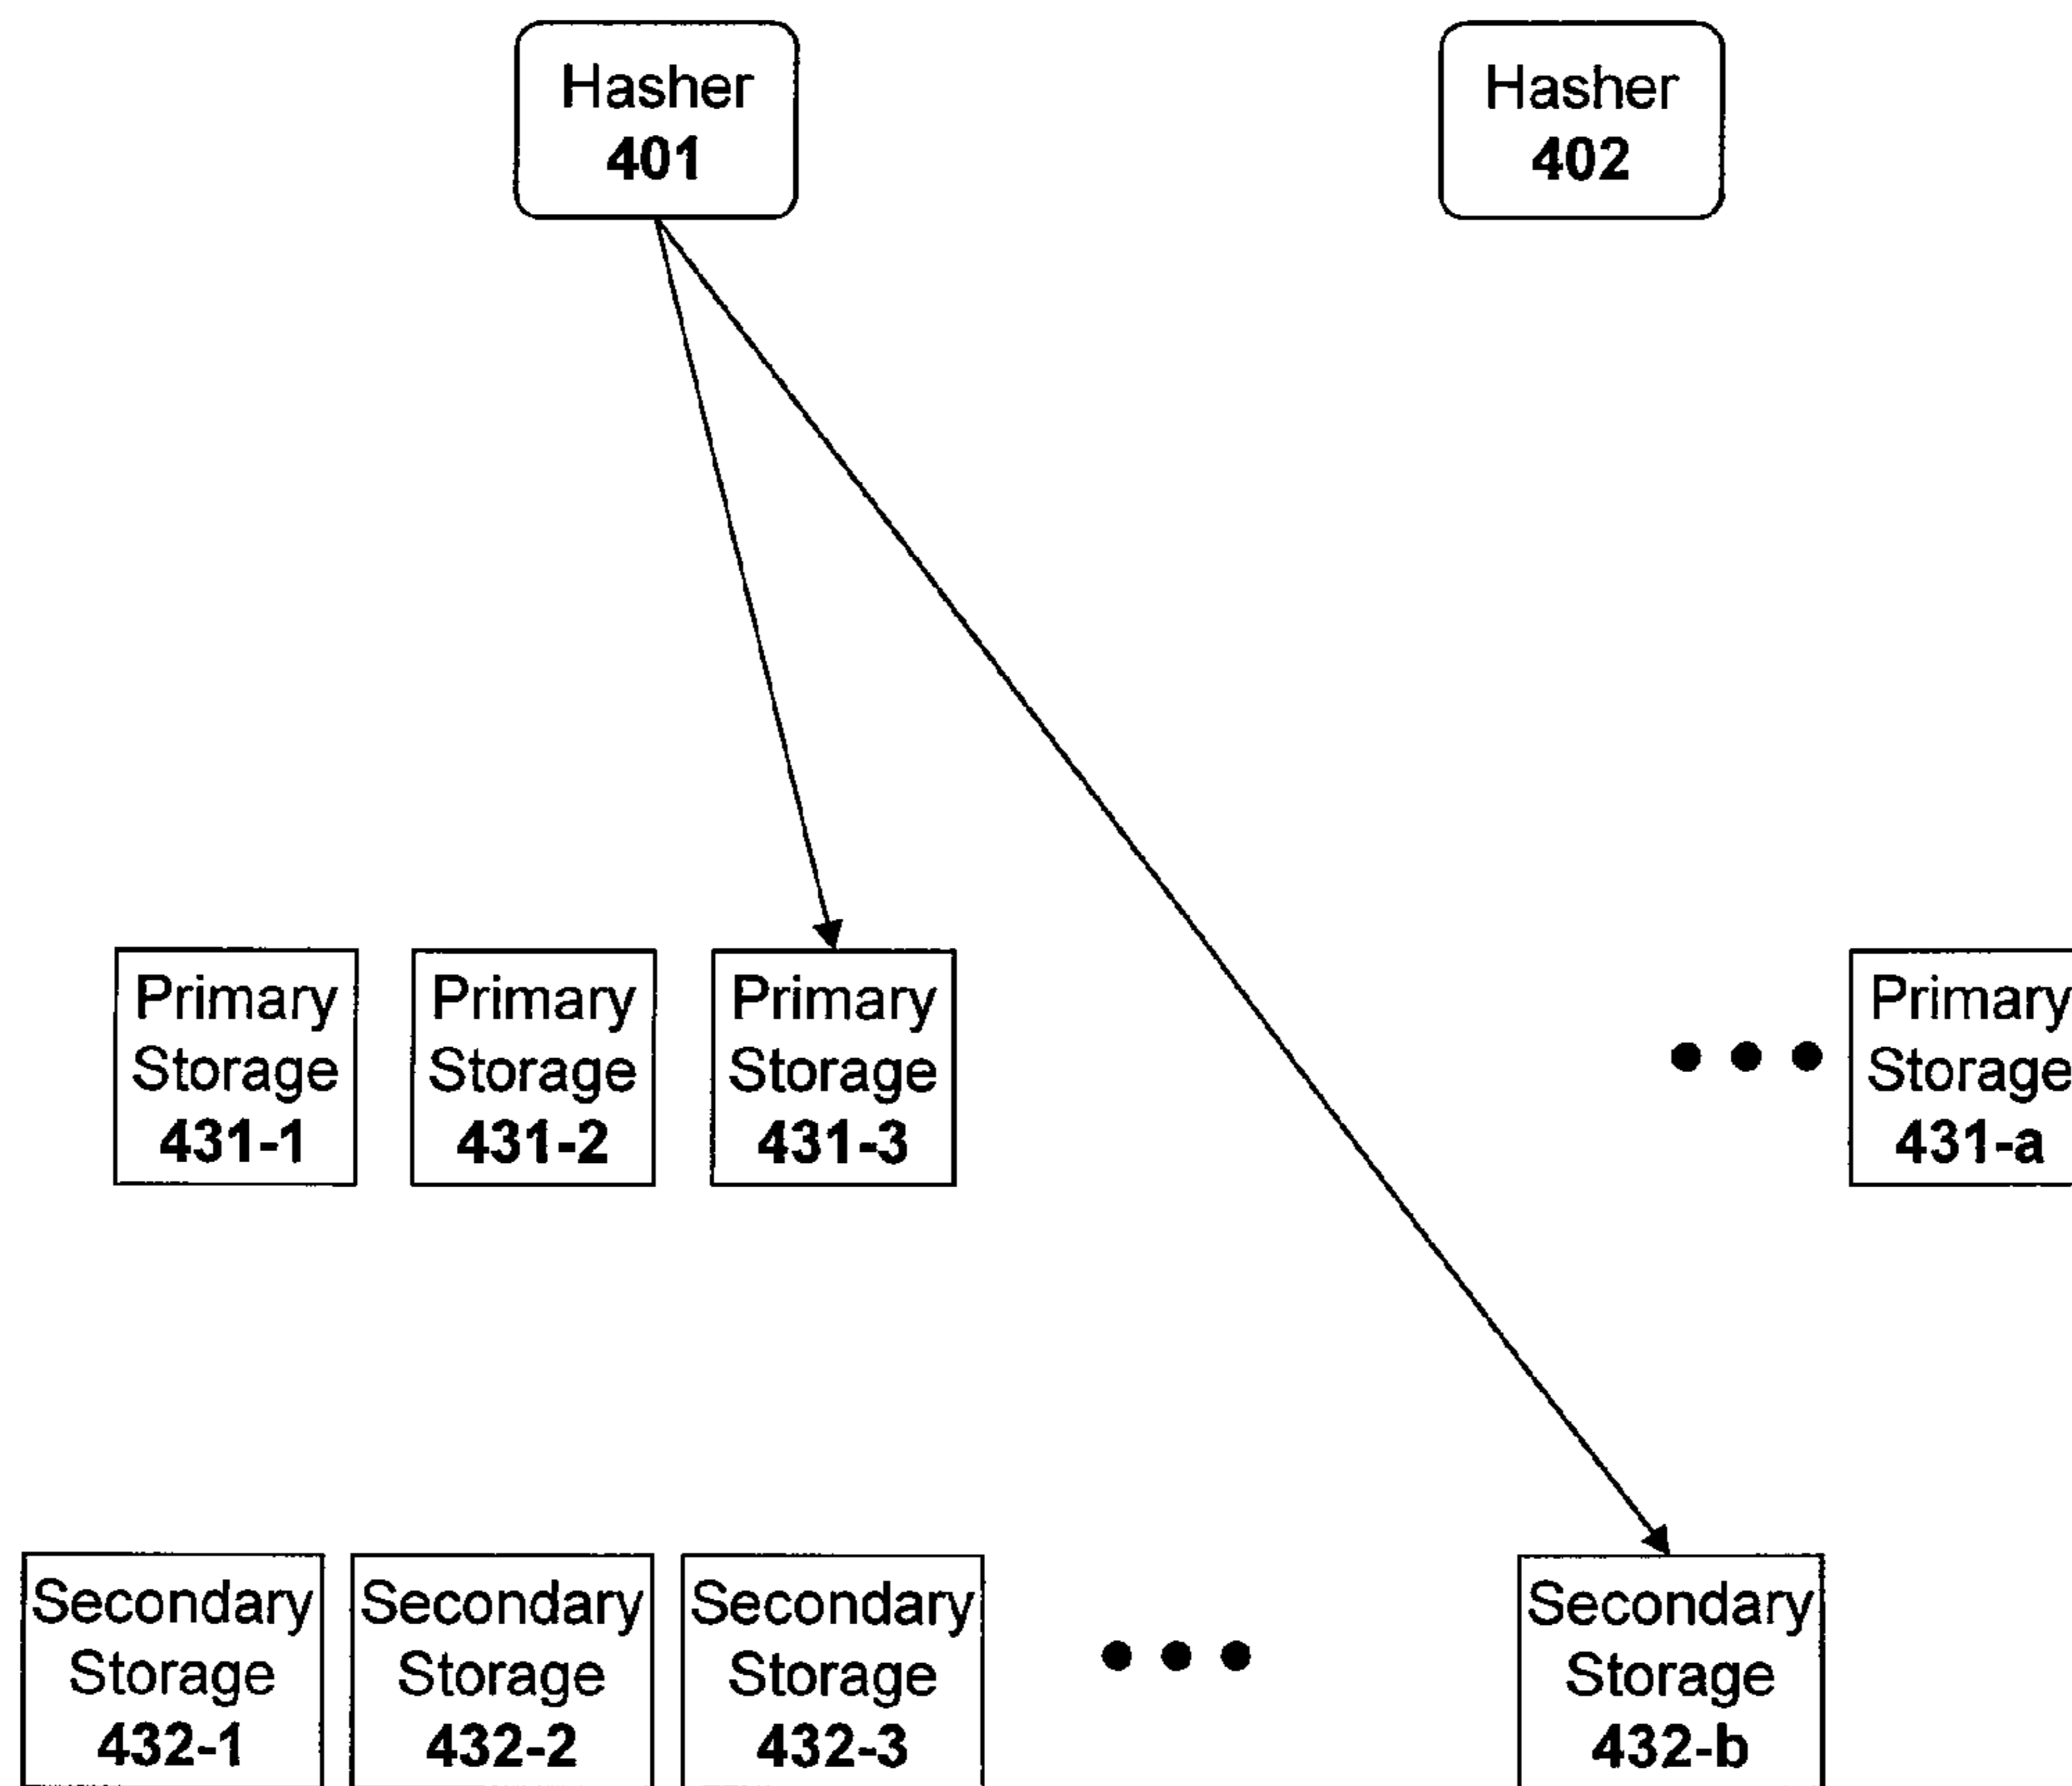 Hasher
401
Hasher
402
Primary
Storage
431-1
Primary
Storage
431-2
Primary
Storage
431-3
Primary
Storage
431-a
Secondary
Storage
432-1
Secondary
Storage
432-2
Secondary
Storage
432-3
Secondary
Storage
432-b